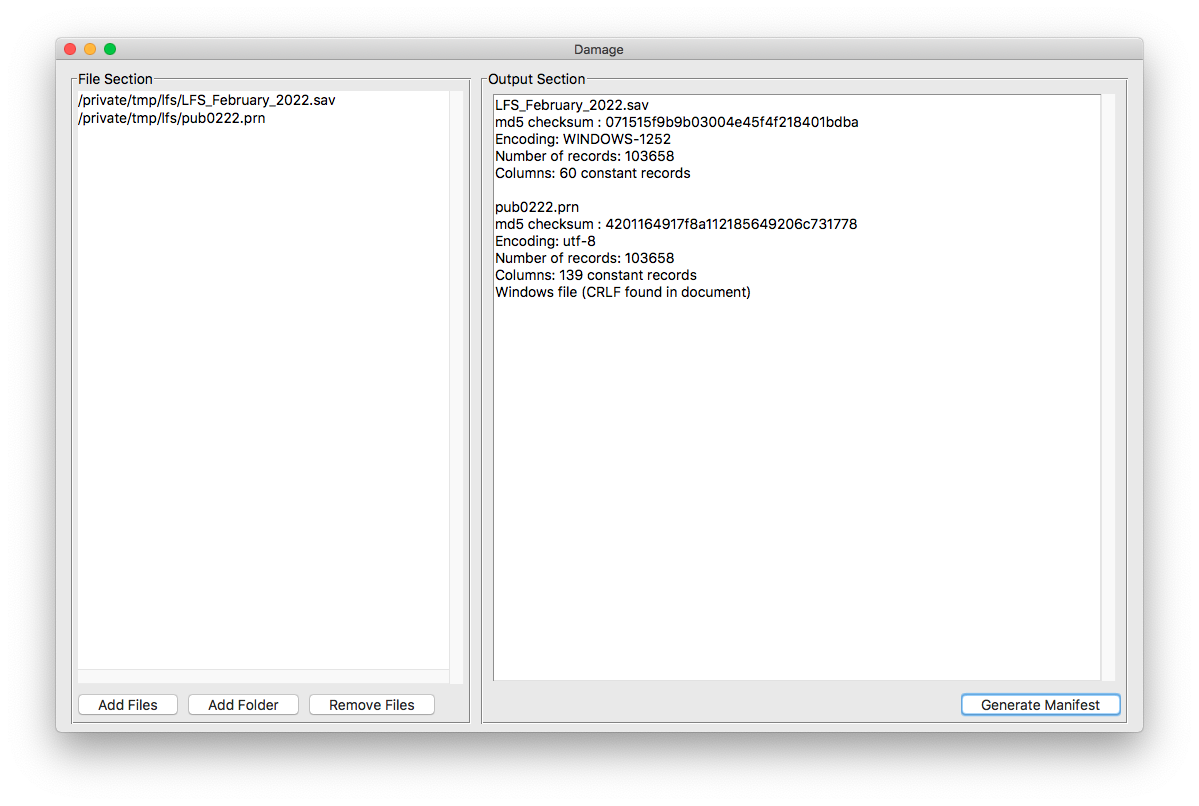 Damage
File Section
/private/tmp/lfs/LFS_February_2022.sav
/private/tmp/lfs/pub0222.prn
Add Files
Add Folder
Remove Files
Output Section
LFS_February_2022.sav
md5 checksum : 071515f9b9b03004e45f4f218401bdba
Encoding: WINDOWS-1252
Number of records: 103658
Columns: 60 constant records
pub0222.prn
md5 checksum : 4201164917f8a112185649206c731778
Encoding: utf-8
Number of records: 103658
Columns: 139 constant records
Windows file (CRLF found in document)
Generate Manifest